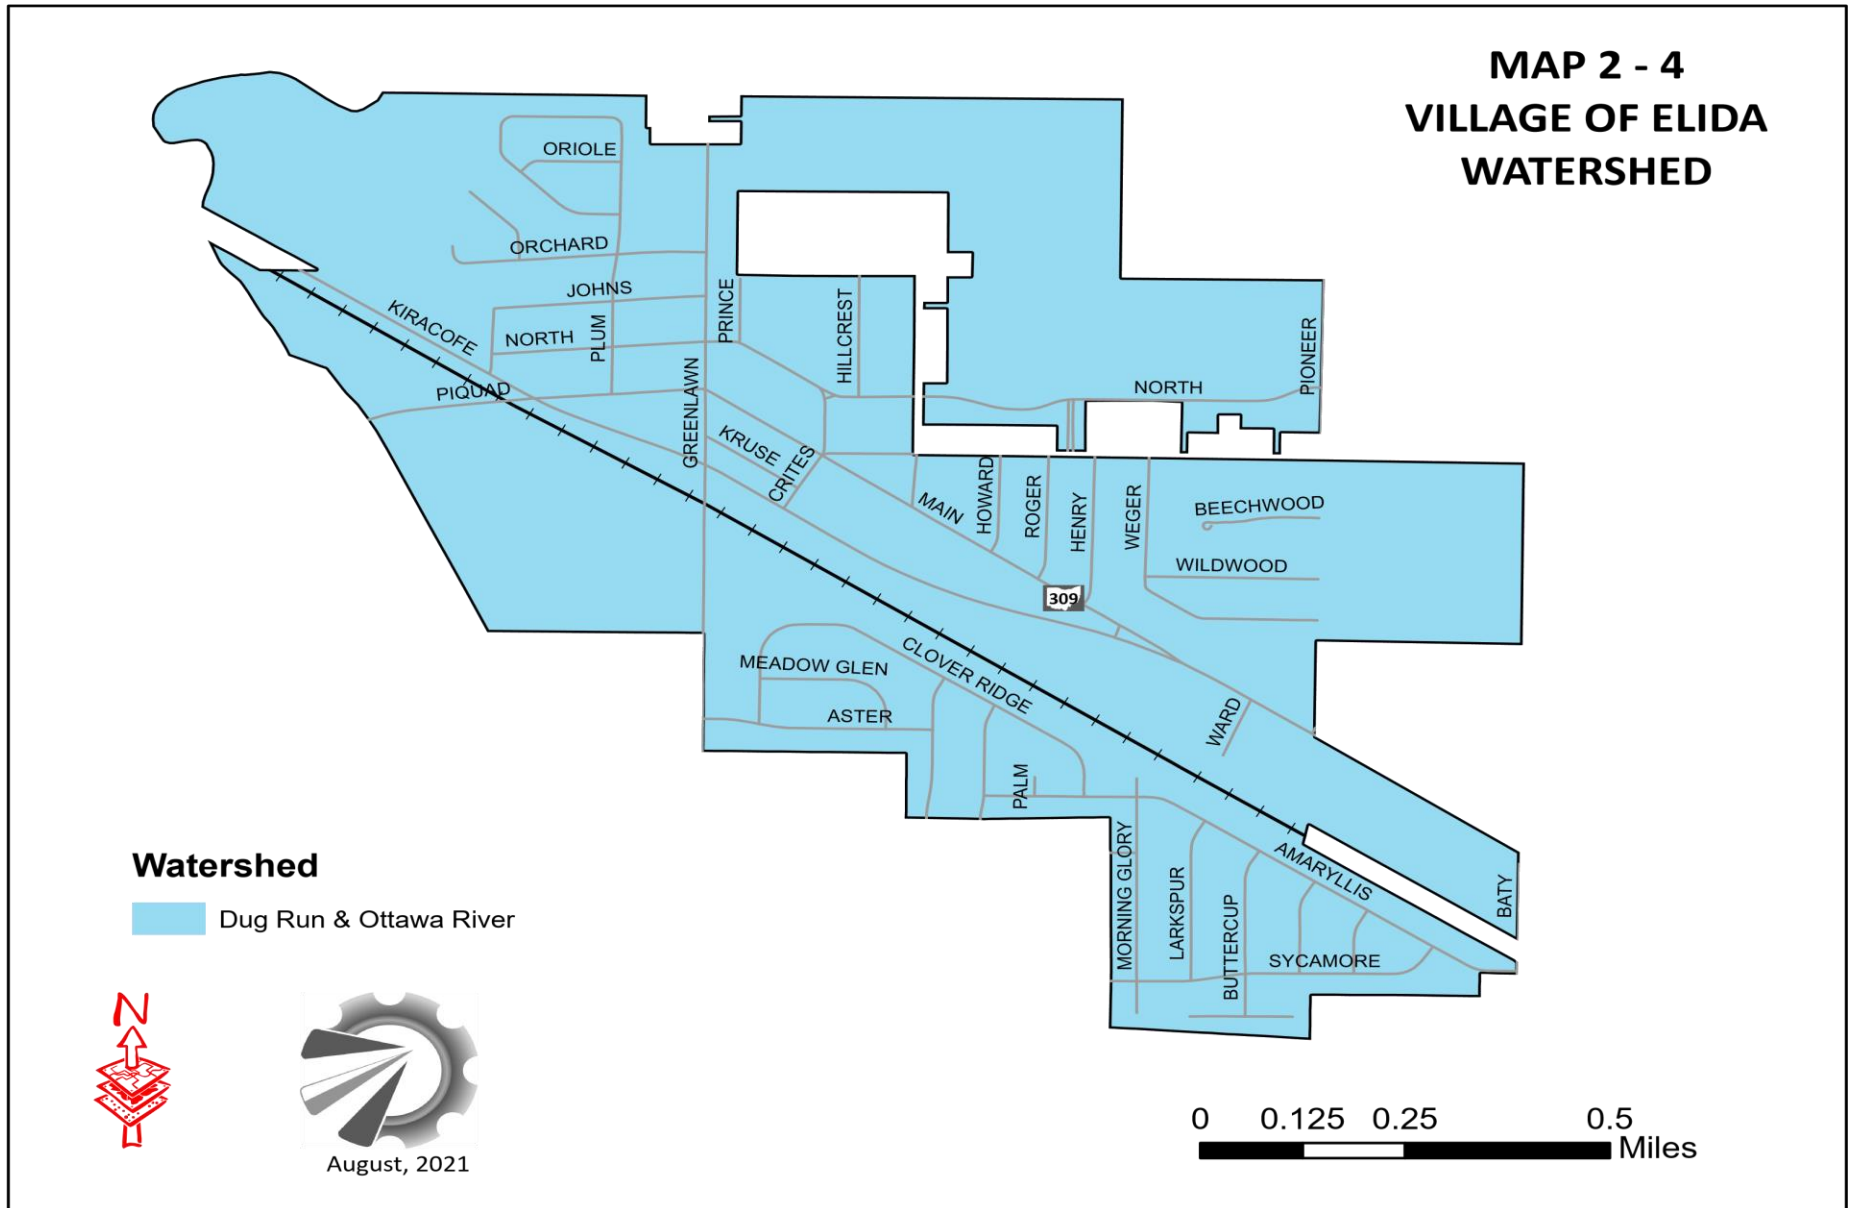 MAP 2 - 4
VILLAGE OF ELIDA
WATERSHED
ORIOLE
ORCHARD
JOHNS
KIRACOFE
NORTH
PLUM
PRINCE
HILLCREST
PIONEER
NORTH
PIQUAD
GREENLAWN
KRUSE
CRITES
MAIN
HOWARD
ROGER
HENRY
WEGER
BEECHWOOD
WILDWOOD
309
MEADOW GLEN
CLOVER RIDGE
ASTER
WARD
PALM
MORNING GLORY
LARKSPUR
BUTTERCUP
AMARYLLIS
SYCAMORE
BATY
Watershed
Dug Run & Ottawa River
N
August, 2021
0 0.125 0.25 0.5
Miles